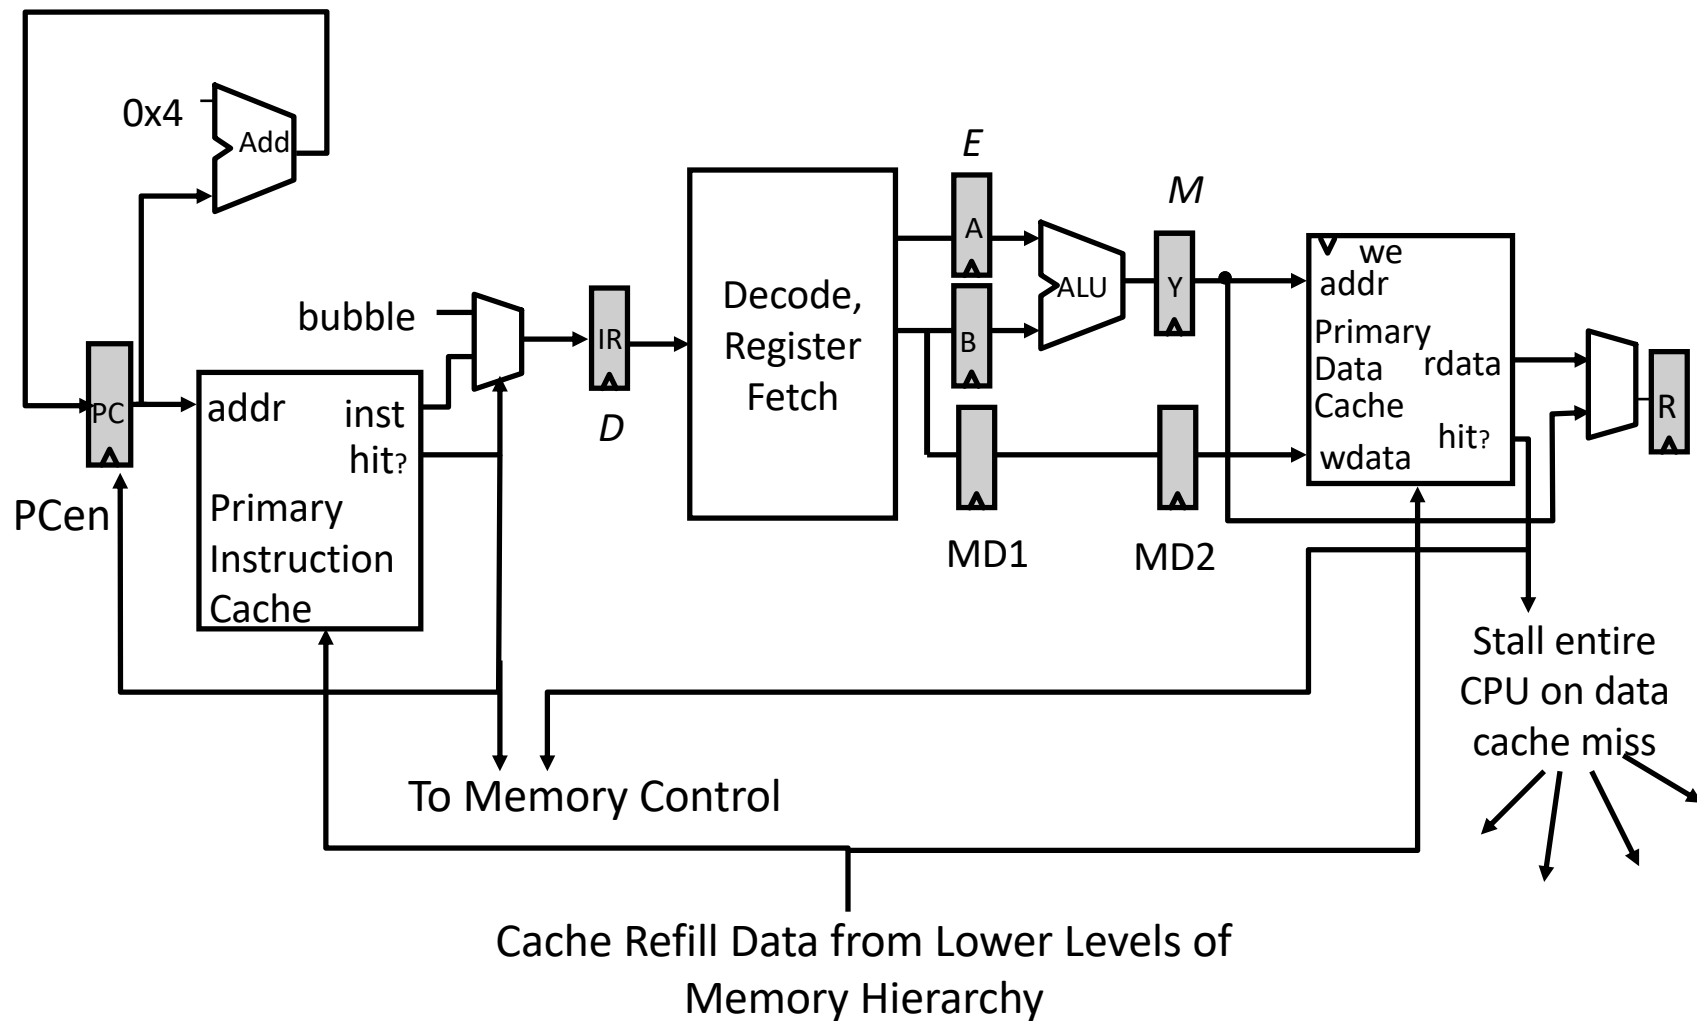 0x4
Add
E
M
A
we
addr
ALU
Y
Decode,
Register
Fetch
bubble
IR
B
Primary
Data
Cache
rdata
PC
addr
inst
hit?
D
R
hit?
wdata
PCen
Primary
Instruction
Cache
MD1
MD2
Stall entire
CPU on data
cache miss
To Memory Control
Cache Refill Data from Lower Levels of
Memory Hierarchy